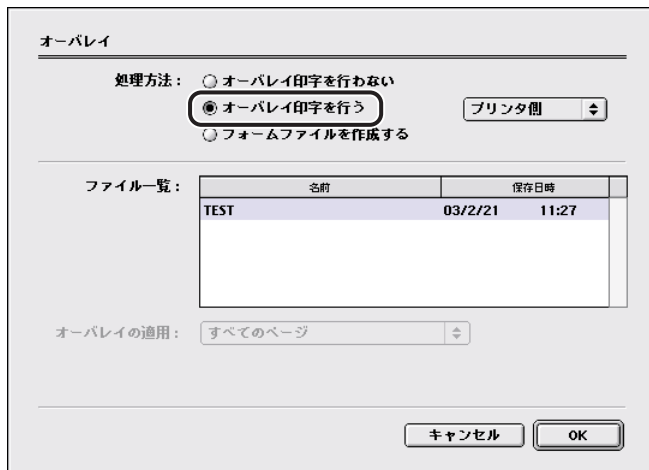 オーバレイ
処理方法： オーバレイ印字を行わない
オーバレイ印字を行う プリンタ側
フォームファイルを作成する
ファイル一覧： 名前 保存日時
TEST 03/2/21 11:27
オーバレイの適用： すべてのページ
キャンセル OK